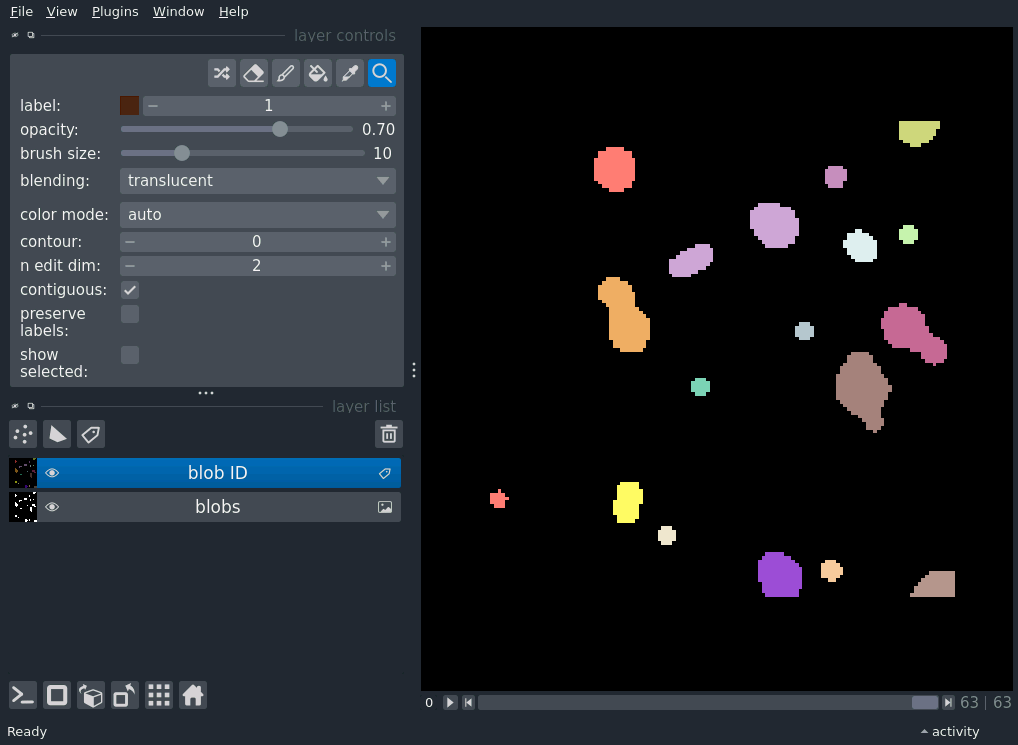 File View Plugins Window Help
layer controls
label: 1
opacity: 0.70
brush size: 10
blending: translucent
color mode: auto
contour: 0
n edit dim: 2
contiguous:
preserve
labels:
show
selected:
layer list
blob ID
blobs
0 63 | 63
Ready activity